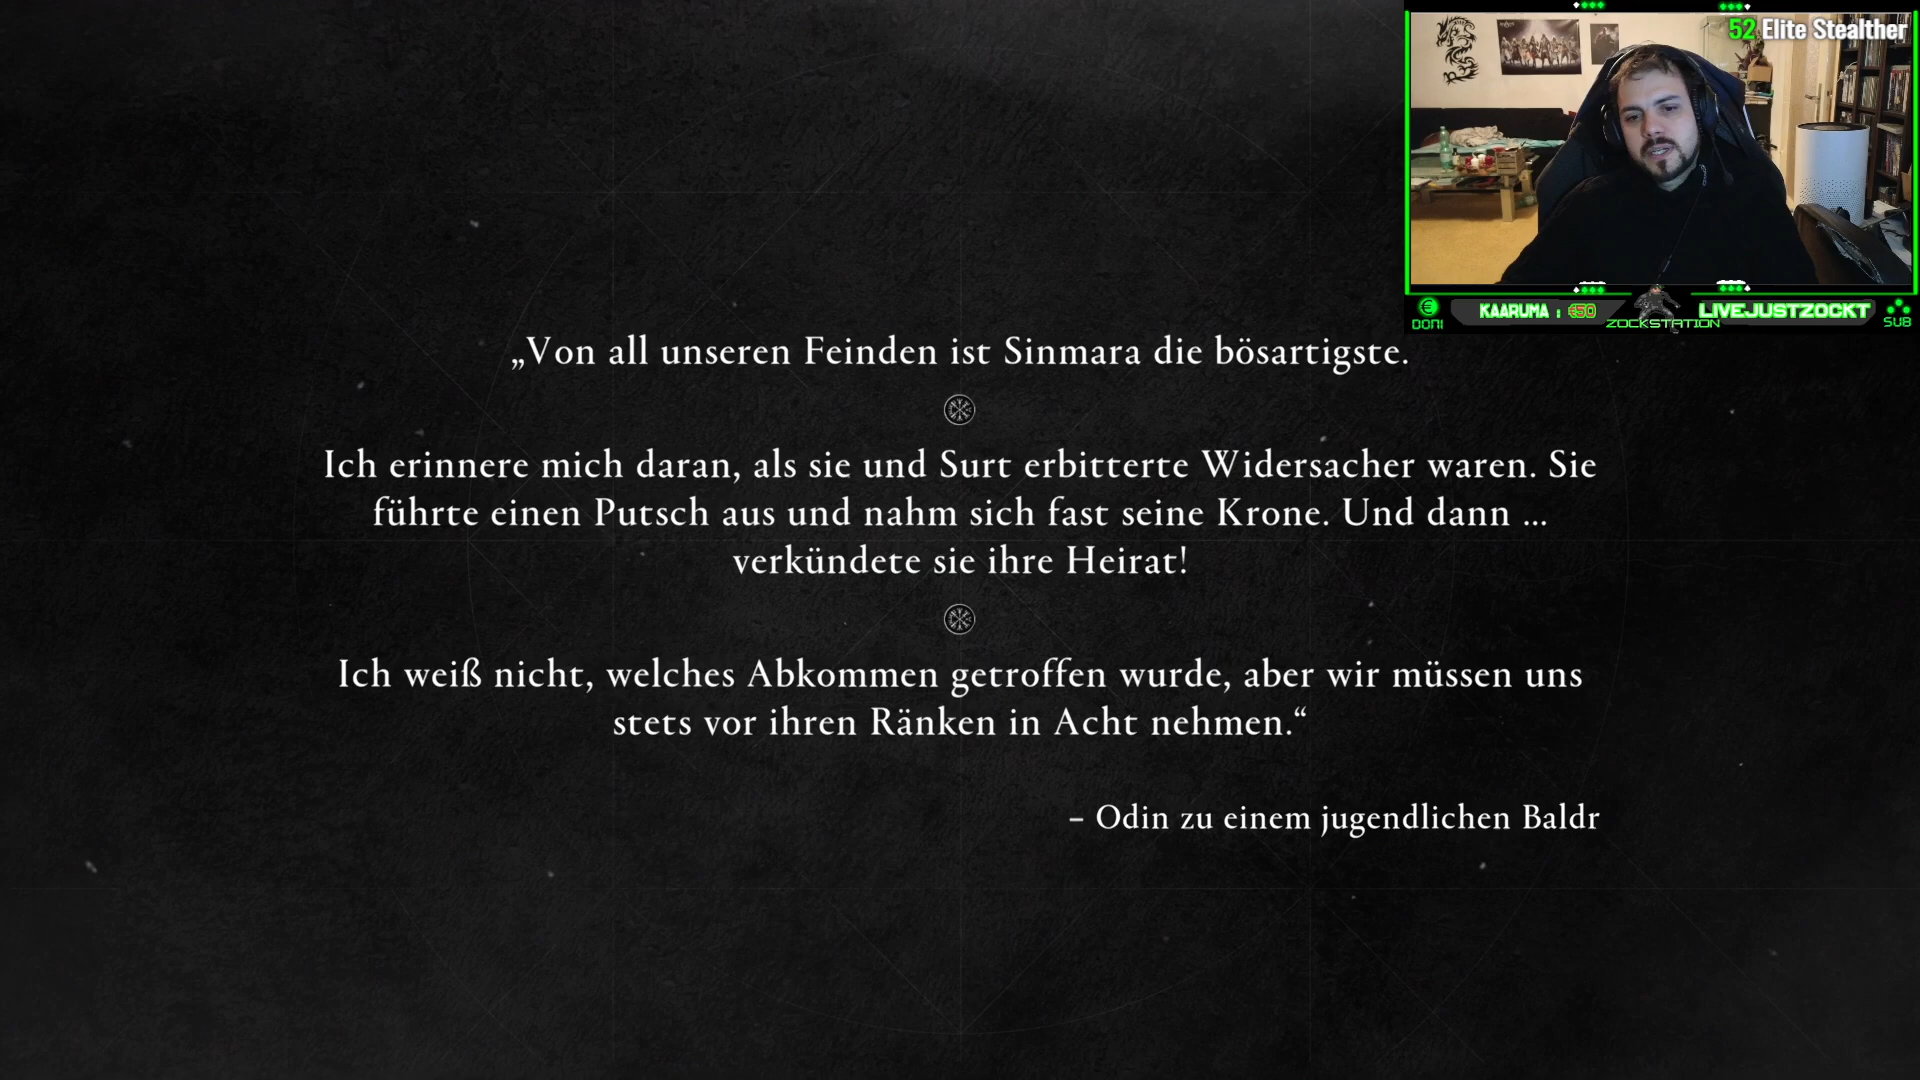 52 Elite Stealther
„Von all unseren Feinden ist Sinmara die bösartigste.
Ich erinnere mich daran, als sie und Surt erbitterte Widersacher waren. Sie
führte einen Putsch aus und nahm sich fast seine Krone. Und dann ...
verkündete sie ihre Heirat!
Ich weiß nicht, welches Abkommen getroffen wurde, aber wir müssen uns
stets vor ihren Ränken in Acht nehmen.“
– Odin zu einem jugendlichen Baldr
DONI
KAARUMA : €50
ZOCKSTATION
LIVEJUSTZOCKT
SUB